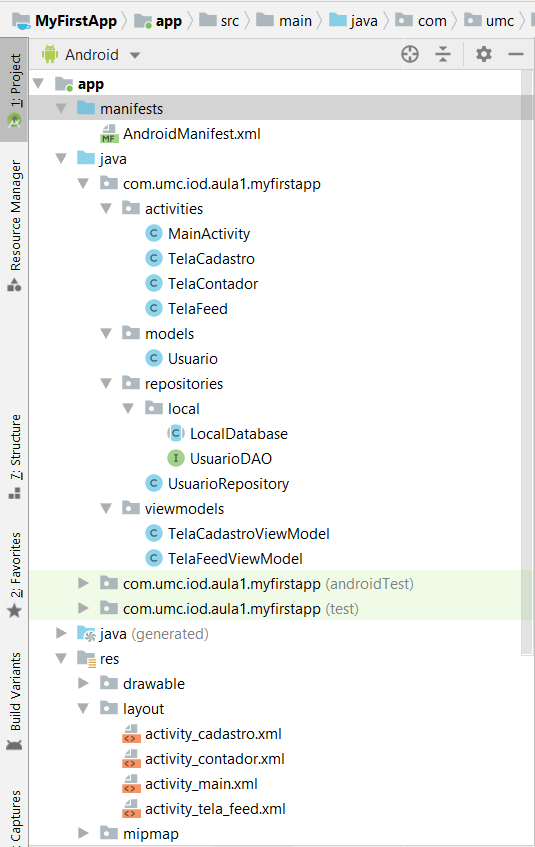 MyFirstApp app src main java com umc
1: Project
Android
app
manifests
AndroidManifest.xml
java
com.umc.iod.aula1.myfirstapp
activities
MainActivity
TelaCadastro
TelaContador
TelaFeed
models
Usuario
repositories
local
LocalDatabase
UsuarioDAO
UsuarioRepository
viewmodels
TelaCadastroViewModel
TelaFeedViewModel
com.umc.iod.aula1.myfirstapp (androidTest)
com.umc.iod.aula1.myfirstapp (test)
java (generated)
res
drawable
layout
activity_cadastro.xml
activity_contador.xml
activity_main.xml
activity_tela_feed.xml
mipmap
Resource Manager
7: Structure
2: Favorites
Build Variants
Captures
MF
C
C
C
C
C
C
I
C
C
C